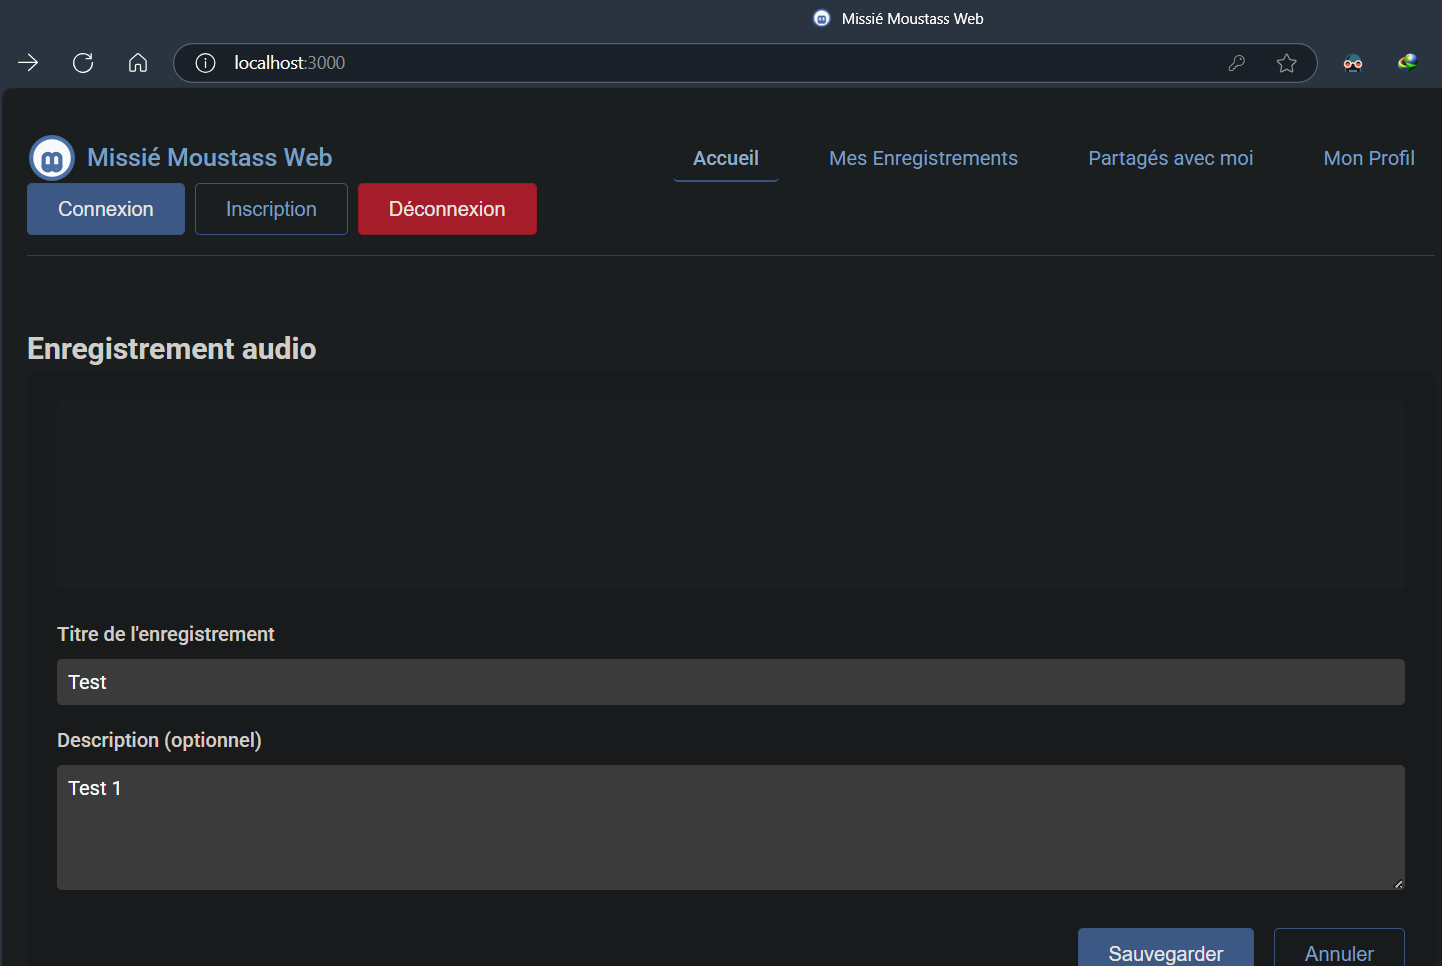 Missié Moustass Web
localhost:3000
Missié Moustass Web
Accueil
Mes Enregistrements
Partagés avec moi
Mon Profil
Connexion
Inscription
Déconnexion
Enregistrement audio
Titre de l'enregistrement
Test
Description (optionnel)
Test 1
Sauvegarder
Annuler